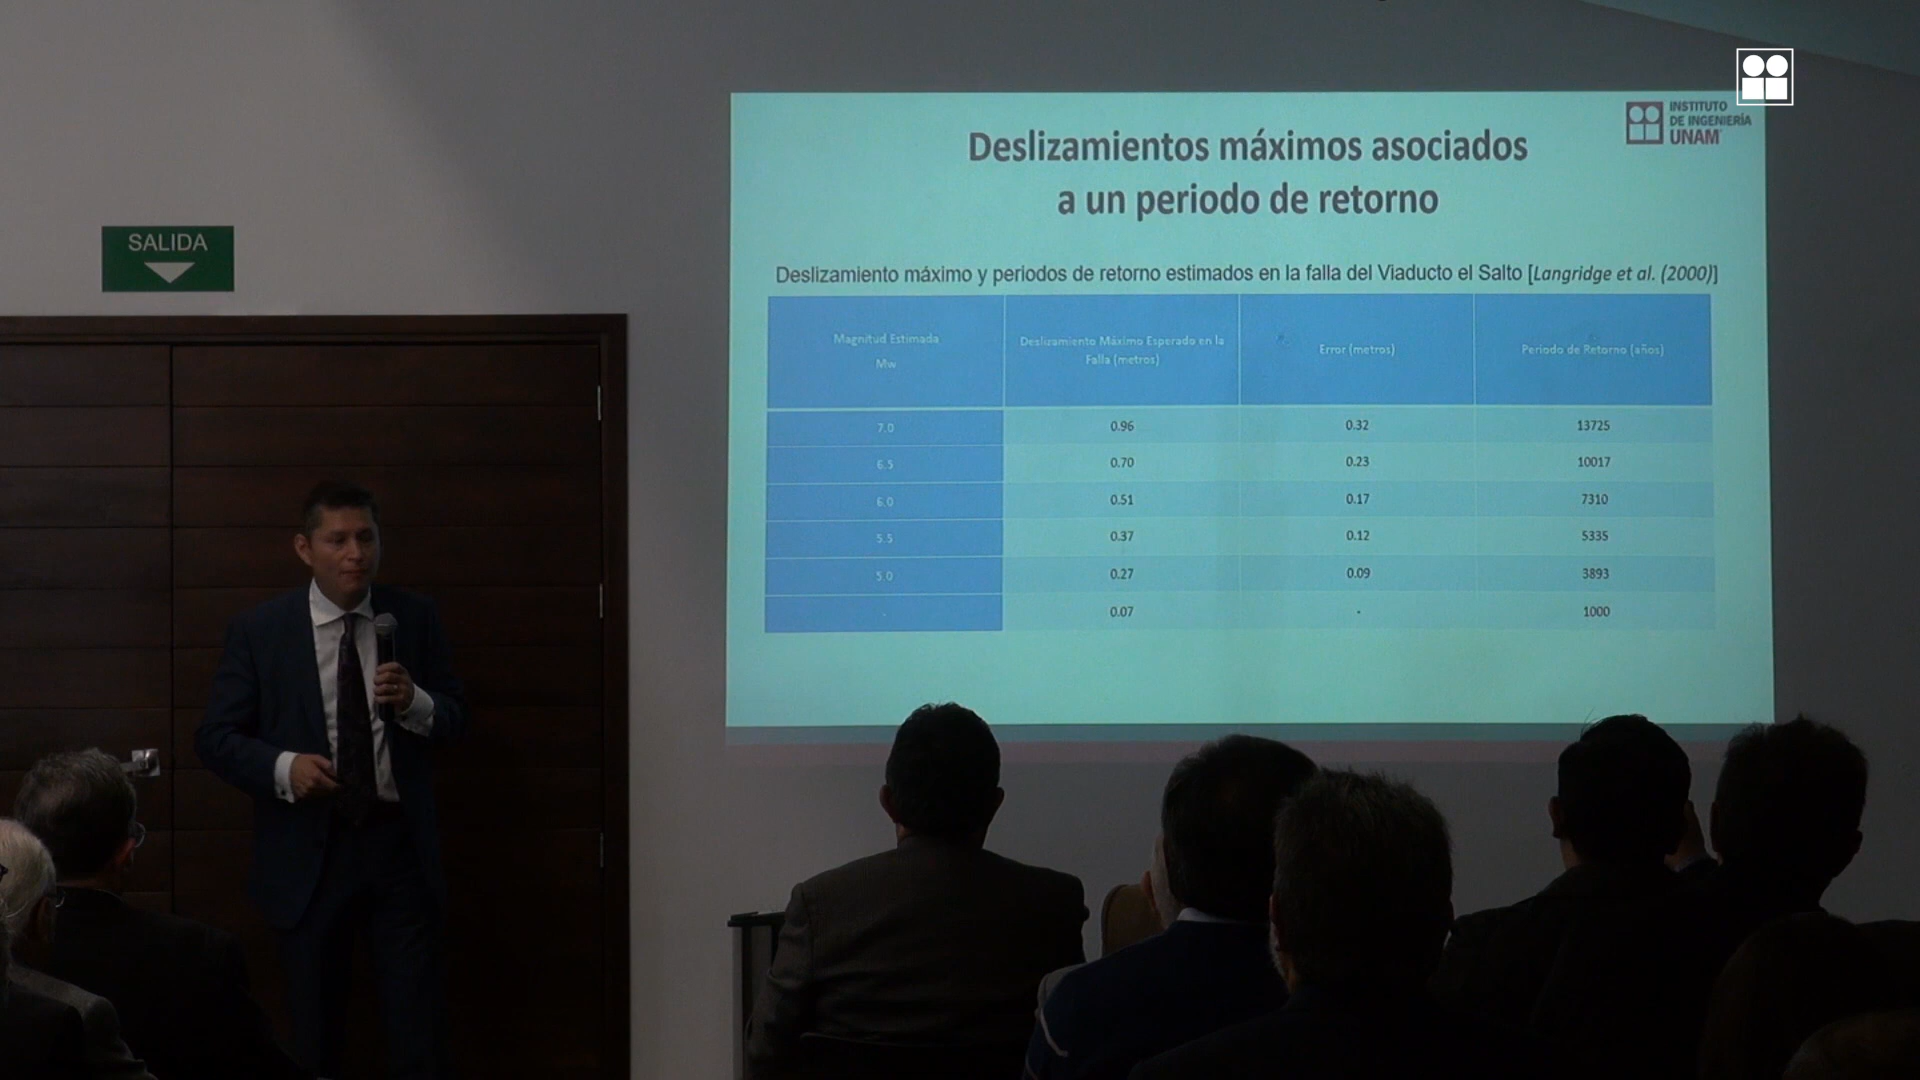 SALIDA
INSTITUTO
DE INGENIERÍA
UNAM
Deslizamientos máximos asociados
a un periodo de retorno
Deslizamiento máximo y periodos de retorno estimados en la falla del Viaducto el Salto [Langridge et al. (2000)]
Magnitud Estimada
Mw
Deslizamiento Máximo Esperado en la
Falla (metros)
Error (metros)
Periodo de Retorno (años)
7.0 0.96 0.32 13725
6.5 0.70 0.23 10017
6.0 0.51 0.17 7310
5.5 0.37 0.12 5335
5.0 0.27 0.09 3893
- 0.07 - 1000